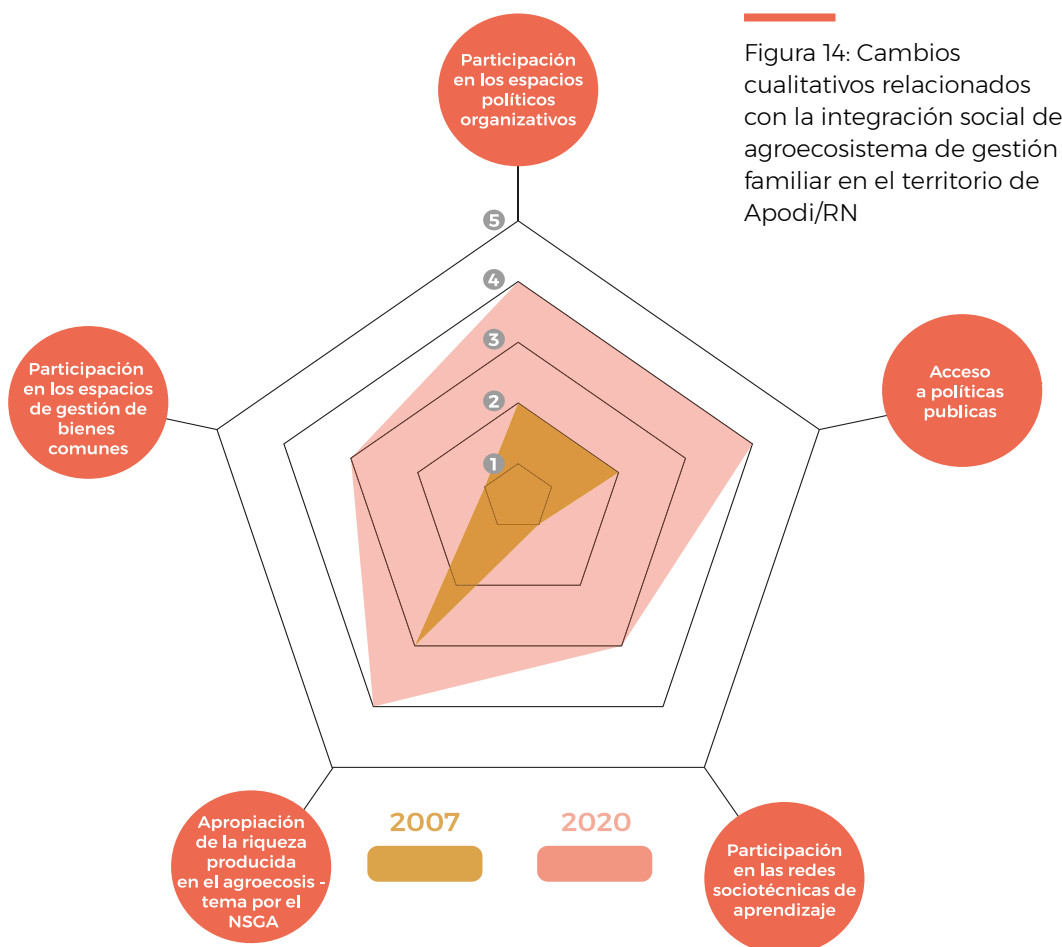 Participación
en los espacios
políticos
organizativos
Figura 14: Cambios
cualitativos relacionados
con la integración social de
agroecosistema de gestión
familiar en el territorio de
Apodi/RN
5
4
3
2
1
Participación
en los espacios
de gestión de
bienes
comunes
Acceso
a políticas
publicas
Apropiación
de la riqueza
producida
en el agroecosis -
tema por el
NSGA
2007
2020
Participación
en las redes
sociotécnicas de
aprendizaje